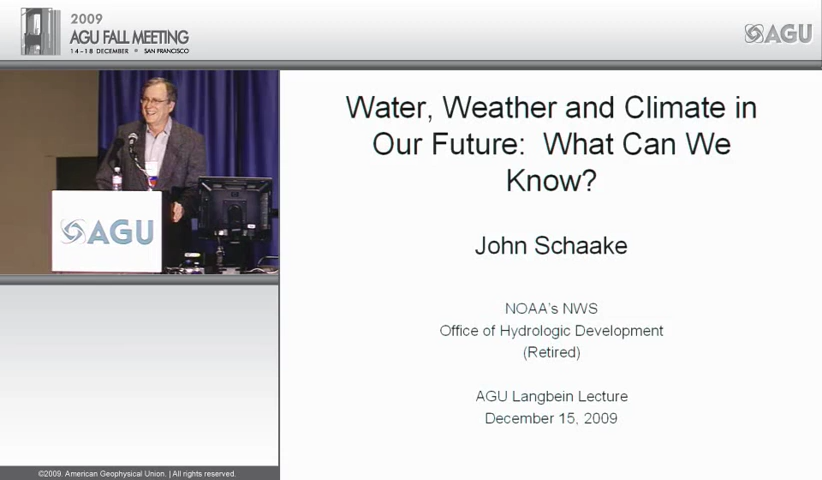 2009
AGU FALL MEETING
14–18 DECEMBER • SAN FRANCISCO
AGU
AGU
Water, Weather and Climate in
Our Future: What Can We
Know?
John Schaake
NOAA's NWS
Office of Hydrologic Development
(Retired)
AGU Langbein Lecture
December 15, 2009
©2009. American Geophysical Union. | All rights reserved.